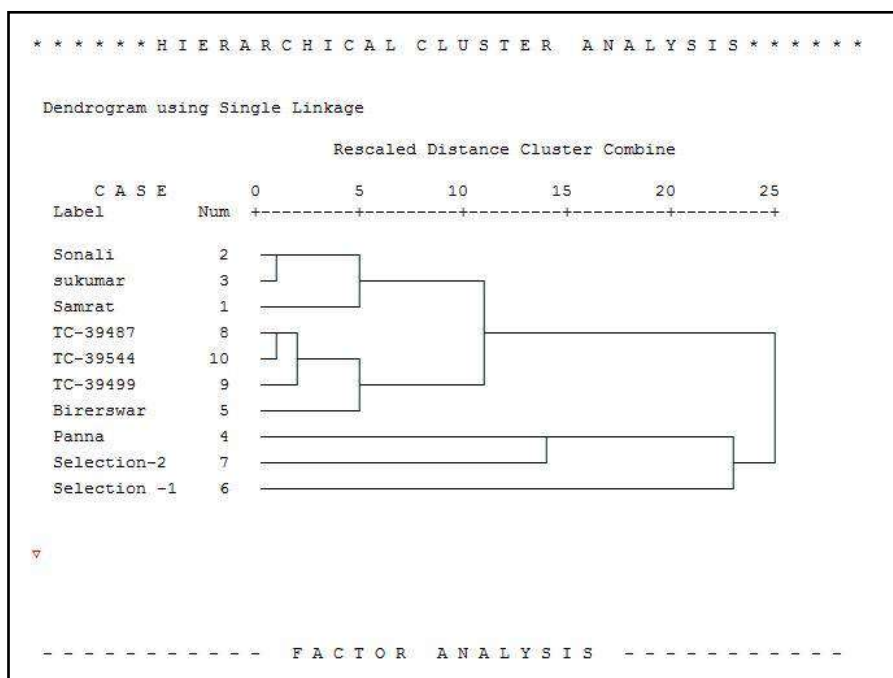 * * * * * * H I E R A R C H I C A L  C L U S T E R  A N A L Y S I S * * * * * *
Dendrogram using Single Linkage
Rescaled Distance Cluster Combine
C A S E 0 5 10 15 20 25
Label Num +---------+---------+---------+---------+---------+
Sonali 2
sukumar 3
Samrat 1
TC-39487 8
TC-39544 10
TC-39499 9
Birerswar 5
Panna 4
Selection-2 7
Selection -1 6
- - - - - - - - - - - F A C T O R  A N A L Y S I S - - - - - - - - - - -